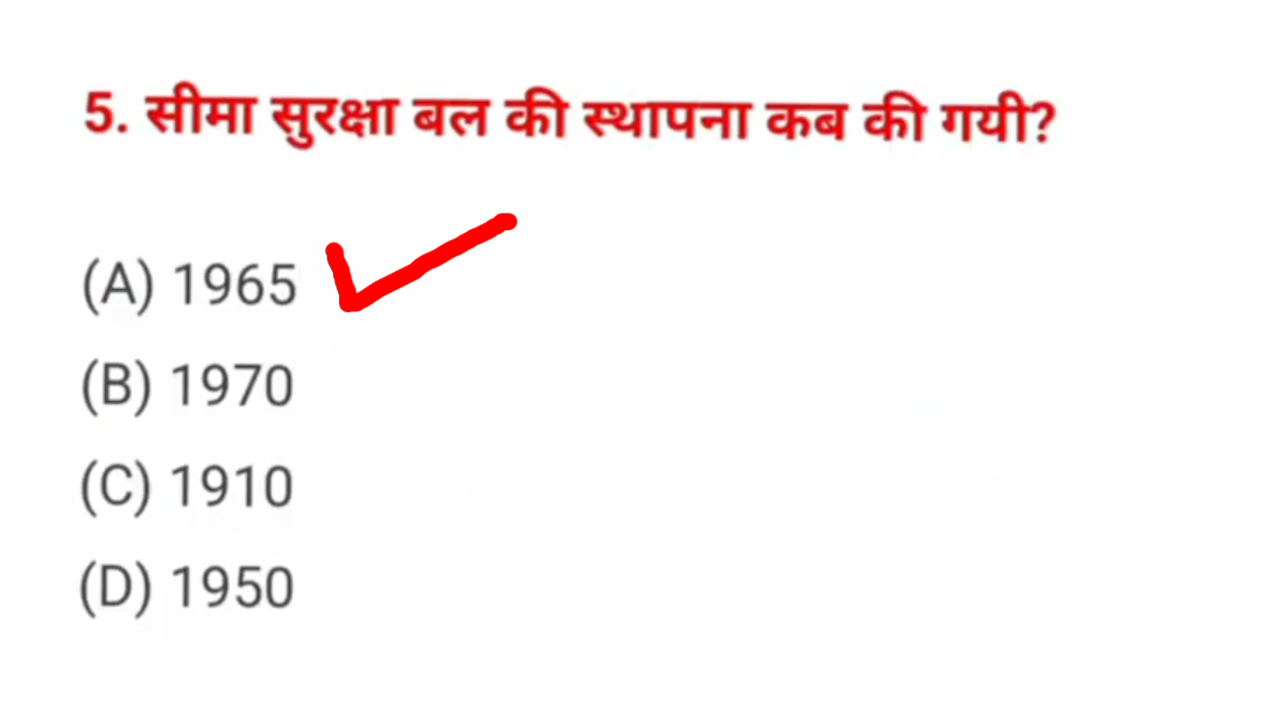 5. सीमा सुरक्षा बल की स्थापना कब की गयी?
(A) 1965
(B) 1970
(C) 1910
(D) 1950